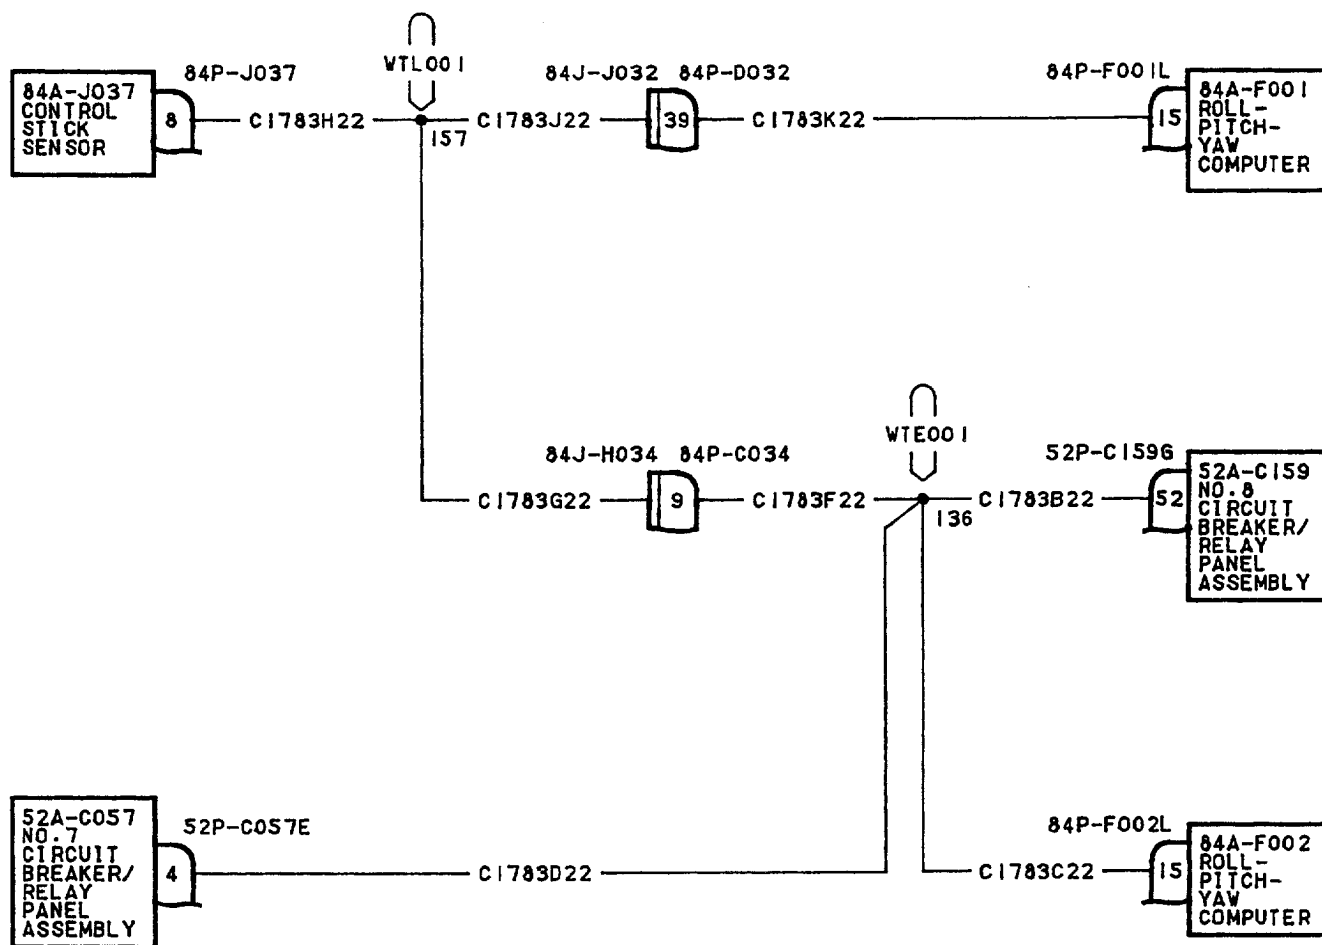 WTL001
84P-J037
84J-J032 84P-D032
84P-F001L
84A-J037
CONTROL
STICK
SENSOR
8
C1783H22
157
C1783J22
39
C1783K22
15
84A-F001
ROLL-
PITCH-
YAW
COMPUTER
WTE001
84J-H034 84P-C034
52P-C159G
C1783G22
9
C1783F22
136
C1783B22
52
52A-C159
NO.8
CIRCUIT
BREAKER/
RELAY
PANEL
ASSEMBLY
52A-C057
NO.7
CIRCUIT
BREAKER/
RELAY
PANEL
ASSEMBLY
52P-C057E
4
C1783D22
84P-F002L
C1783C22
15
84A-F002
ROLL-
PITCH-
YAW
COMPUTER